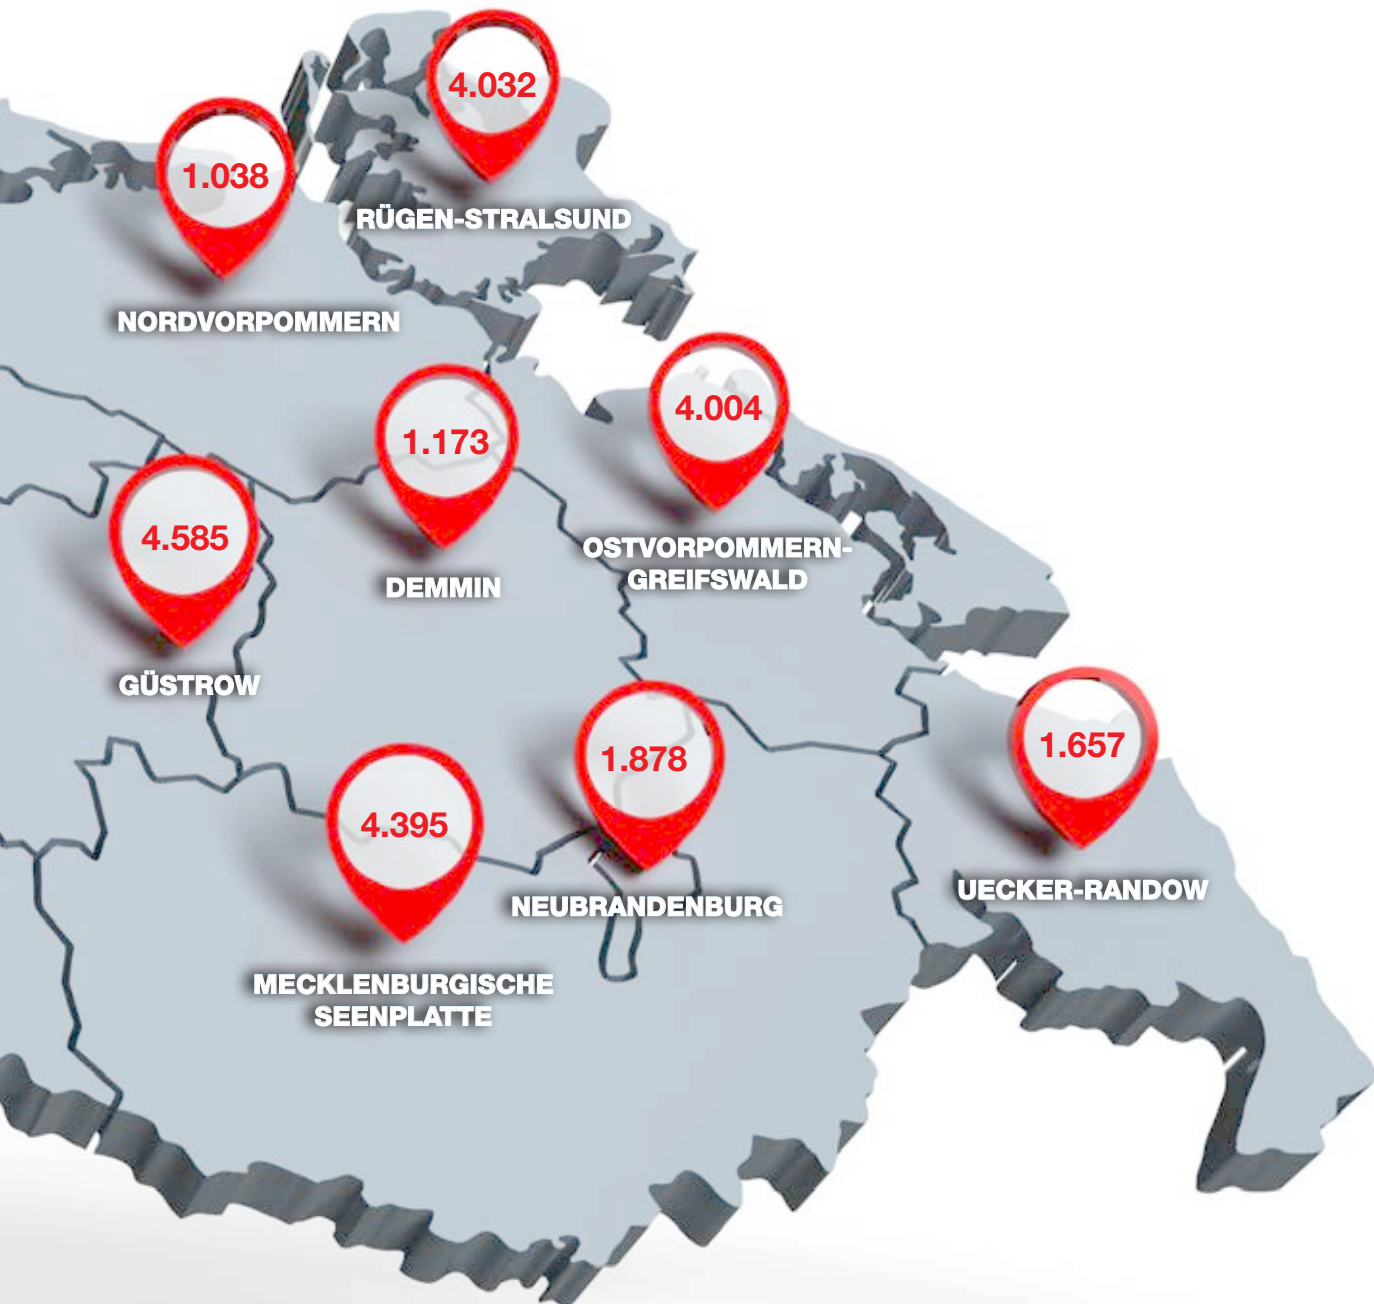 4.032
RÜGEN-STRALSUND
1.038
NORDVORPOMMERN
4.004
OSTVORPOMMERN-
GREIFSWALD
1.173
DEMMIN
4.585
GÜSTROW
1.657
UECKER-RANDOW
1.878
NEUBRANDENBURG
4.395
MECKLENBURGISCHE
SEENPLATTE